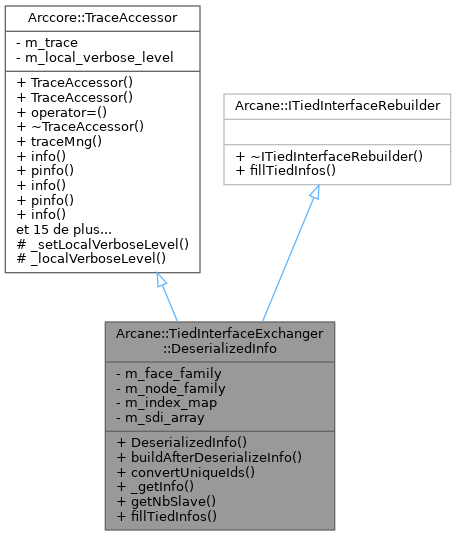 Arccore::TraceAccessor
- m_trace
- m_local_verbose_level
+ TraceAccessor()
+ TraceAccessor()
+ operator=()
+ ~TraceAccessor()
+ traceMng()
+ info()
+ pinfo()
+ info()
+ pinfo()
+ info()
et 15 de plus...
# _setLocalVerboseLevel()
# _localVerboseLevel()
Arcane::ITiedInterfaceRebuilder
+ ~ITiedInterfaceRebuilder()
+ fillTiedInfos()
Arcane::TiedInterfaceExchanger
::DeserializedInfo
- m_face_family
- m_node_family
- m_index_map
- m_sdi_array
+ DeserializedInfo()
+ buildAfterDeserializeInfo()
+ convertUniqueIds()
+ _getInfo()
+ getNbSlave()
+ fillTiedInfos()